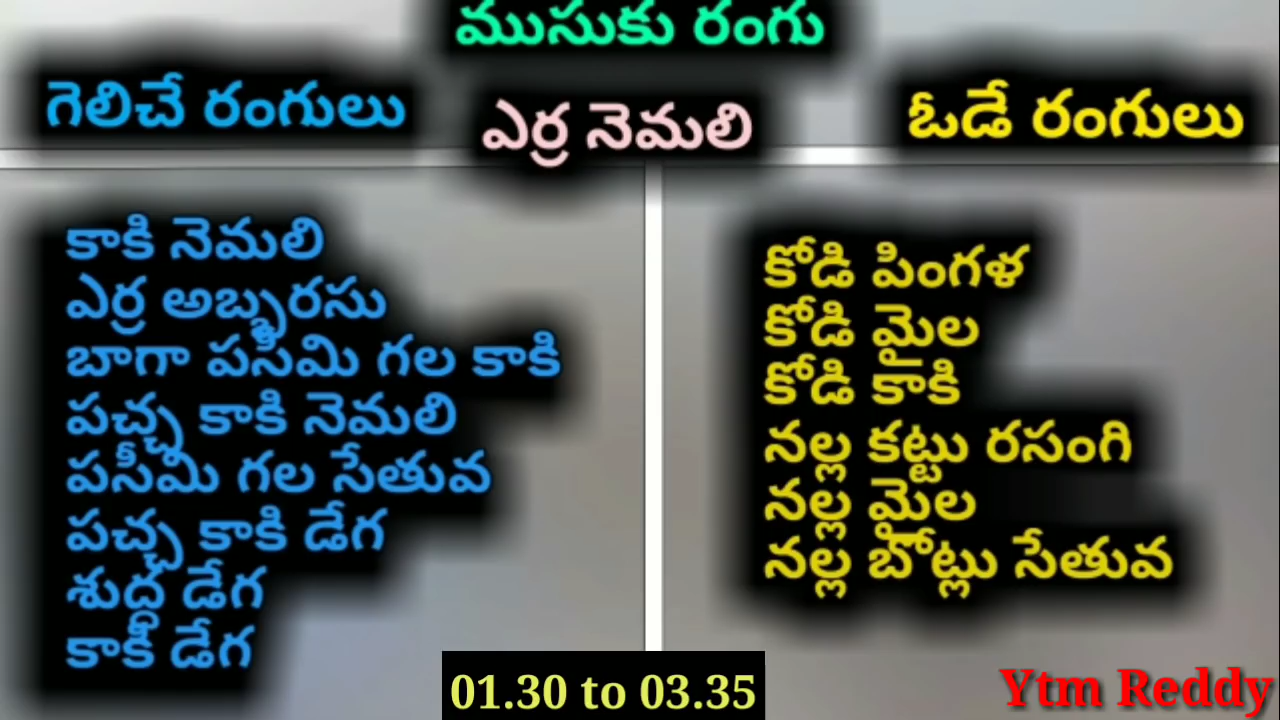 ముసుకు రంగు
గెలిచే రంగులు
ఎర్ర నెమలి
ఓడే రంగులు
కాకి నెమలి
ఎర్ర అబ్బరసు
బాగా పసిమి గల కాకి
పచ్చ కాకి నెమలి
పసీమి గల సేతువ
పచ్చ కాకి డేగ
శుద్ధ డేగ
కాకి డేగ
కోడి పింగళ
కోడి మైల
కోడి కాకి
నల్ల కట్టు రసంగి
నల్ల మైల
నల్ల బోట్లు సేతువ
01.30 to 03.35
Ytm Reddy